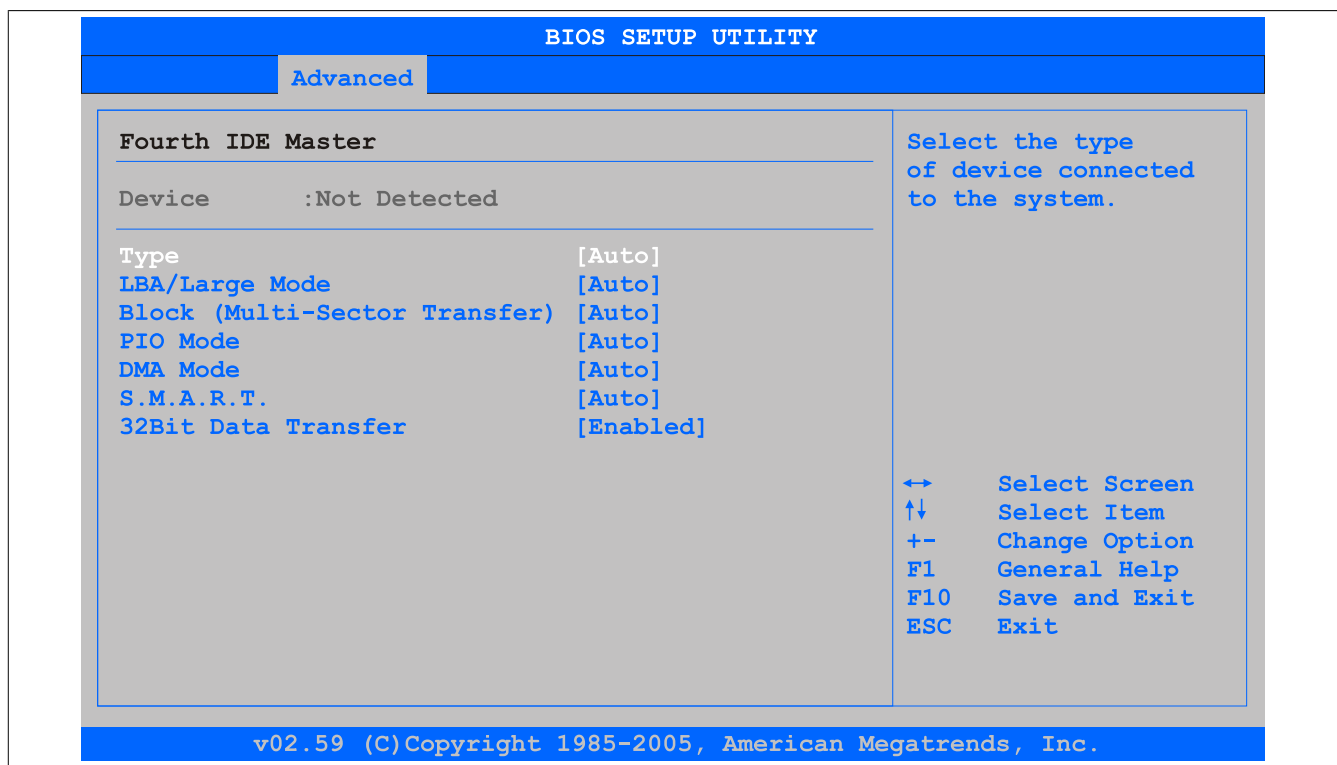 BIOS SETUP UTILITY
Advanced
Fourth IDE Master
Device :Not Detected
Type [Auto]
LBA/Large Mode [Auto]
Block (Multi-Sector Transfer) [Auto]
PIO Mode [Auto]
DMA Mode [Auto]
S.M.A.R.T. [Auto]
32Bit Data Transfer [Enabled]
Select the type
of device connected
to the system.
↔ Select Screen
↑↓ Select Item
+- Change Option
F1 General Help
F10 Save and Exit
ESC Exit
v02.59 (C)Copyright 1985-2005, American Megatrends, Inc.